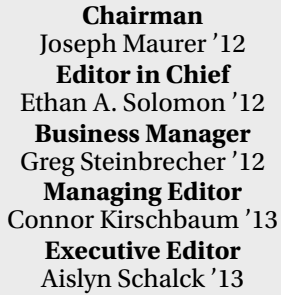 Chairman
Joseph Maurer ’12
Editor in Chief
Ethan A. Solomon ’12
Business Manager
Greg Steinbrecher ’12
Managing Editor
Connor Kirschbaum ’13
Executive Editor
Aislyn Schalck ’13